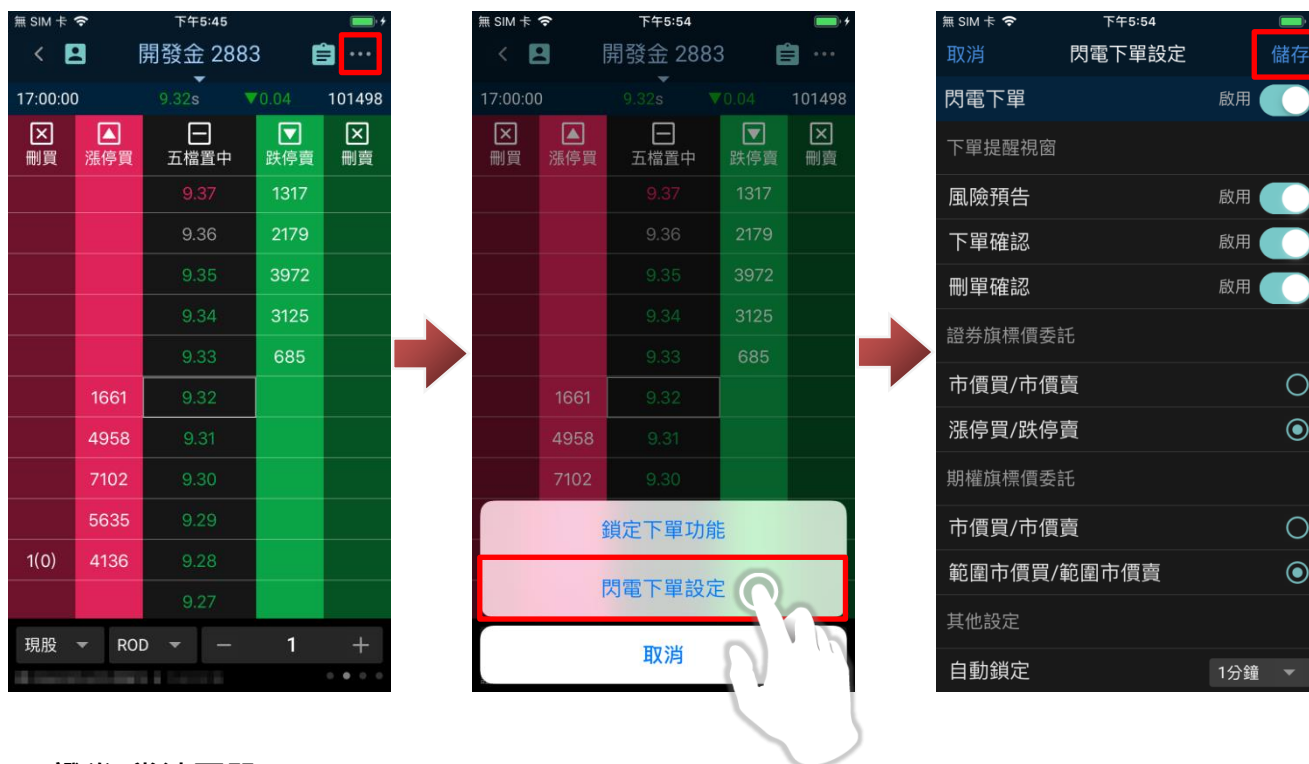 無 SIM 卡 下午5:45
開發金 2883
17:00:00 9.32s ▼0.04 101498
刪買 漲停買 五檔置中 跌停賣 刪賣
9.37 1317
9.36 2179
9.35 3972
9.34 3125
9.33 685
1661 9.32
4958 9.31
7102 9.30
5635 9.29
1(0) 4136 9.28
9.27
現股 ROD − 1 +
無 SIM 卡 下午5:54
開發金 2883
17:00:00 9.32s ▼0.04 101498
刪買 漲停買 五檔置中 跌停賣 刪賣
9.37 1317
9.36 2179
9.35 3972
9.34 3125
9.33 685
1661 9.32
4958 9.31
7102 9.30
鎖定下單功能
閃電下單設定
取消
無 SIM 卡 下午5:54
取消 閃電下單設定 儲存
閃電下單 啟用
下單提醒視窗
風險預告 啟用
下單確認 啟用
刪單確認 啟用
證券旗標價委託
市價買/市價賣
漲停買/跌停賣
期權旗標價委託
市價買/市價賣
範圍市價買/範圍市價賣
其他設定
自動鎖定 1分鐘